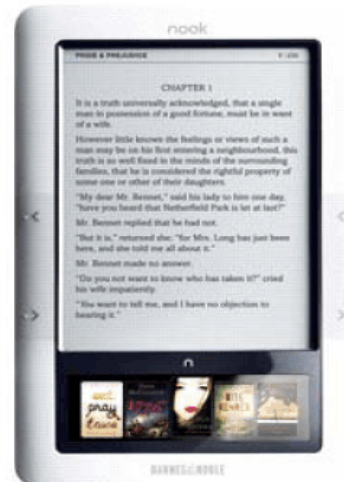 nook
PRIDE & PREJUDICE
CHAPTER 1
It is a truth universally acknowledged, that a single
man in possession of a good fortune, must be in want
of a wife.
However little known the feelings or views of such a
man may be on his first entering a neighbourhood, this
truth is so well fixed in the minds of the surrounding
families, that he is considered the rightful property of
some one or other of their daughters.
"My dear Mr. Bennet," said his lady to him one day,
"have you heard that Netherfield Park is let at last?"
Mr. Bennet replied that he had not.
"But it is," returned she; "for Mrs. Long has just been
here, and she told me all about it."
Mr. Bennet made no answer.
"Do you not want to know who has taken it?" cried
his wife impatiently.
"You want to tell me, and I have no objection to
hearing it."
eat
pray
love
BARNES & NOBLE